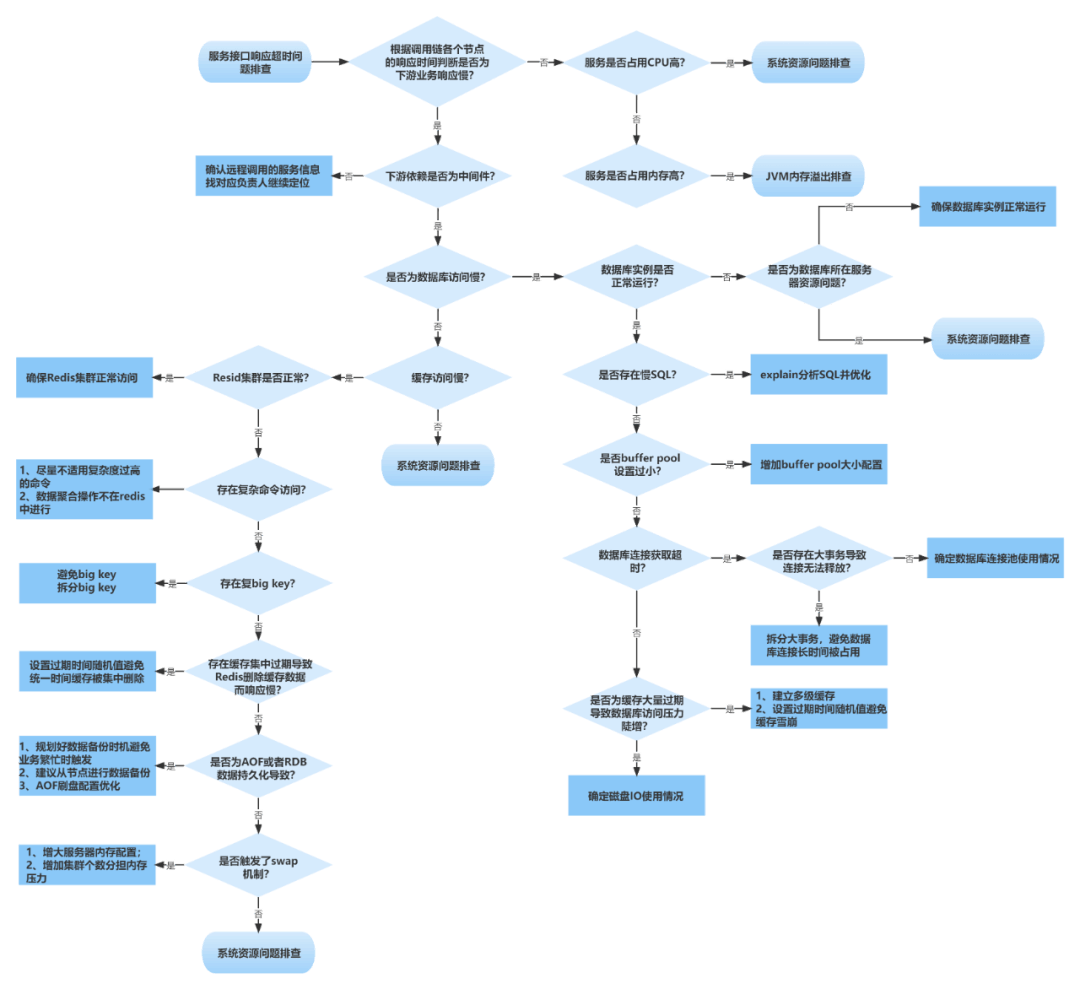 服务接口响应超时问
题排查
根据调用链各个节点
的响应时间判断是否为
下游业务响应慢?
否
服务是否占用CPU高?
是
系统资源问题排查
是
否
确认远程调用的服务信息
找对应负责人继续定位
否
下游依赖是否为中间件?
服务是否占用内存高?
是
JVM内存溢出排查
是
否
确保数据库实例正常运行
是否为数据库访问慢?
是
数据库实例是否
正常运行?
否
是否为数据库所在服务
器资源问题?
否
是
是
系统资源问题排查
确保Redis集群正常访问
是
Resid集群是否正常?
是
缓存访问慢?
是否存在慢SQL?
是
explain分析SQL并优化
否
否
否
系统资源问题排查
是否buffer pool
设置过小?
是
增加buffer pool大小配置
1、尽量不适用复杂度过高
的命令
2、数据聚合操作不在redis
中进行
是
存在复杂命令访问?
否
否
数据库连接获取超
时?
是
是否存在大事务导致
连接无法释放?
否
确定数据库连接池使用情况
避免big key
拆分big key
是
存在复big key?
是
否
否
拆分大事务，避免数据
库连接长时间被占用
设置过期时间随机值避免
统一时间缓存被集中删除
是
存在缓存集中过期导致
Redis删除缓存数据
而响应慢?
是否为缓存大量过期
导致数据库访问压力
陡增?
是
1、建立多级缓存
2、设置过期时间随机值避免
缓存雪崩
否
是
1、规划好数据备份时机避免
业务繁忙时触发
2、建议从节点进行数据备份
3、AOF刷盘配置优化
是
是否为AOF或者RDB
数据持久化导致?
确定磁盘IO使用情况
否
1、增大服务器内存配置；
2、增加集群个数分担内存
压力
是
是否触发了swap
机制?
否
系统资源问题排查